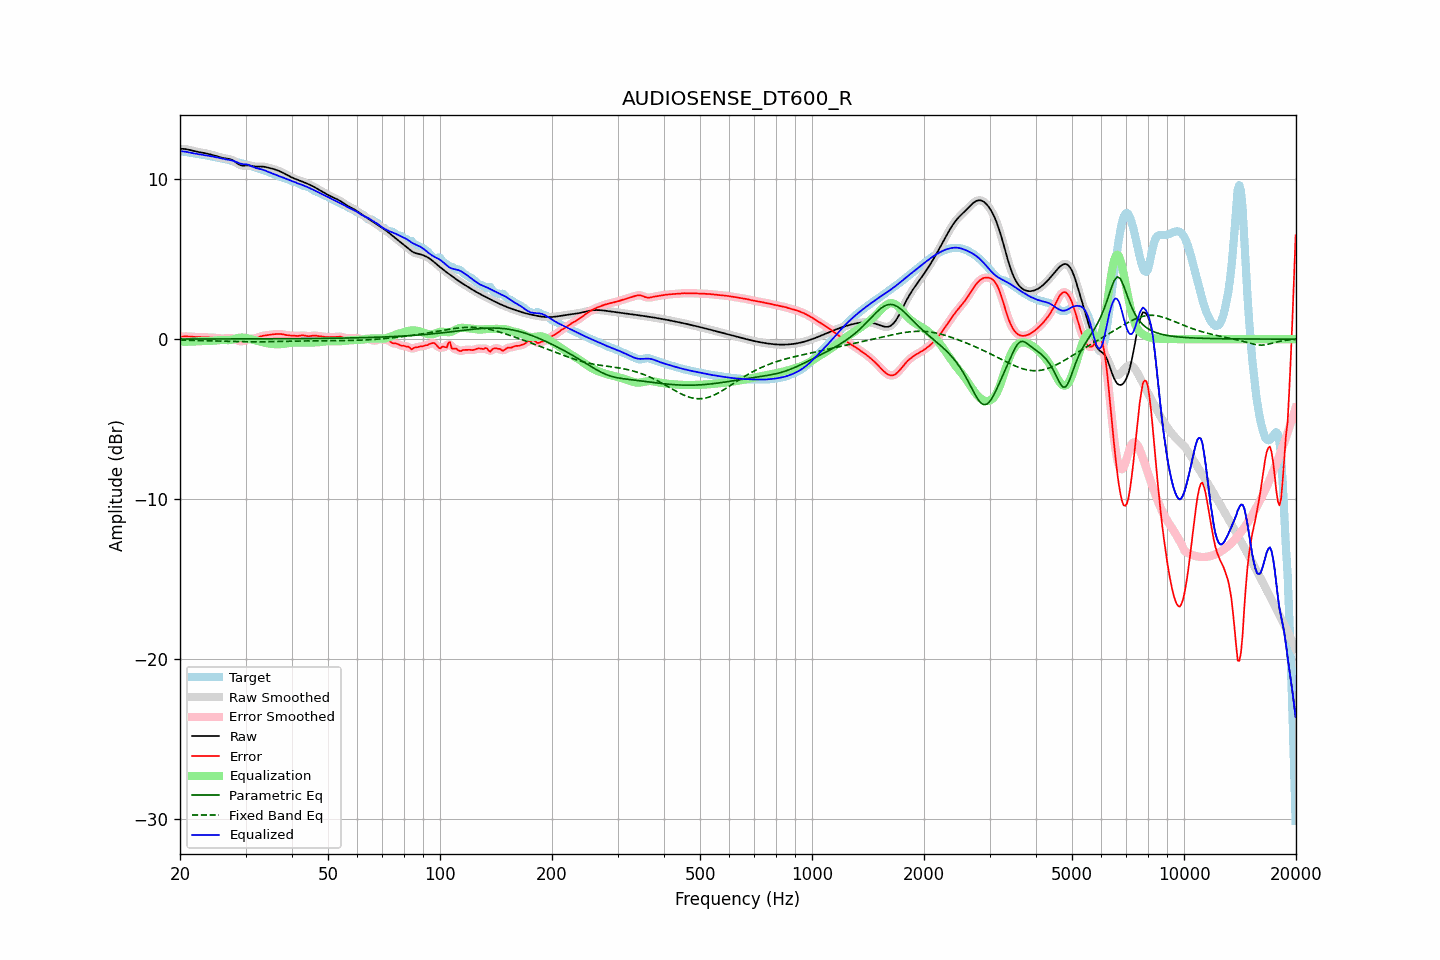 AUDIOSENSE_DT600_R
10
0
−10
−20
−30
Amplitude (dBr)
Target
Raw Smoothed
Error Smoothed
Raw
Error
Equalization
Parametric Eq
Fixed Band Eq
Equalized
20 50 100 200 500 1000 2000 5000 10000 20000
Frequency (Hz)